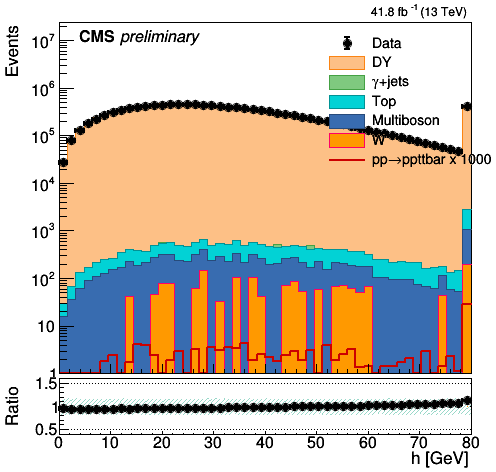 41.8 fb⁻¹ (13 TeV)
CMS preliminary
Events
10⁷
10⁶
10⁵
10⁴
10³
10²
10
1
Data
DY
γ+jets
Top
Multiboson
W
pp→ppttbar x 1000
Ratio
1.5
1
0.5
0 10 20 30 40 50 60 70 80
h [GeV]